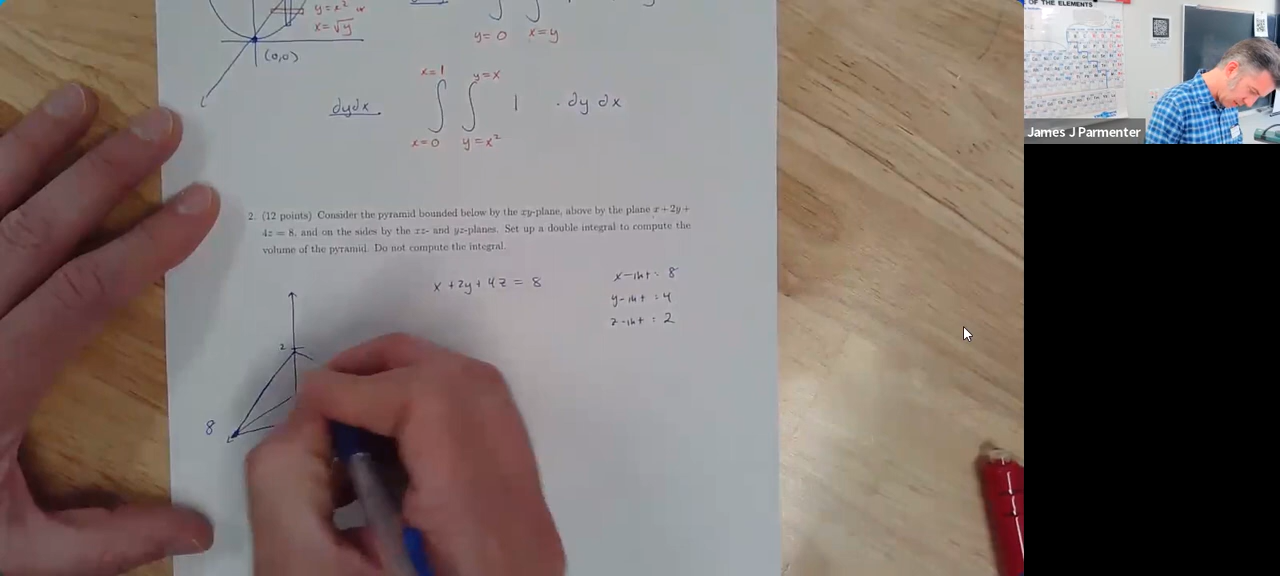 OF THE ELEMENTS
y = x² or
x = √y
y = 0 x = y
(0,0)
x = 1 y = x
dydx ∫ ∫ 1 · ∂y ∂x
x = 0 y = x²
James J Parmenter
2. (12 points) Consider the pyramid bounded below by the xy-plane, above by the plane x + 2y +
4z = 8, and on the sides by the xz- and yz-planes. Set up a double integral to compute the
volume of the pyramid. Do not compute the integral.
x + 2y + 4z = 8
x-int : 8
y-int : 4
z-int : 2
2
8